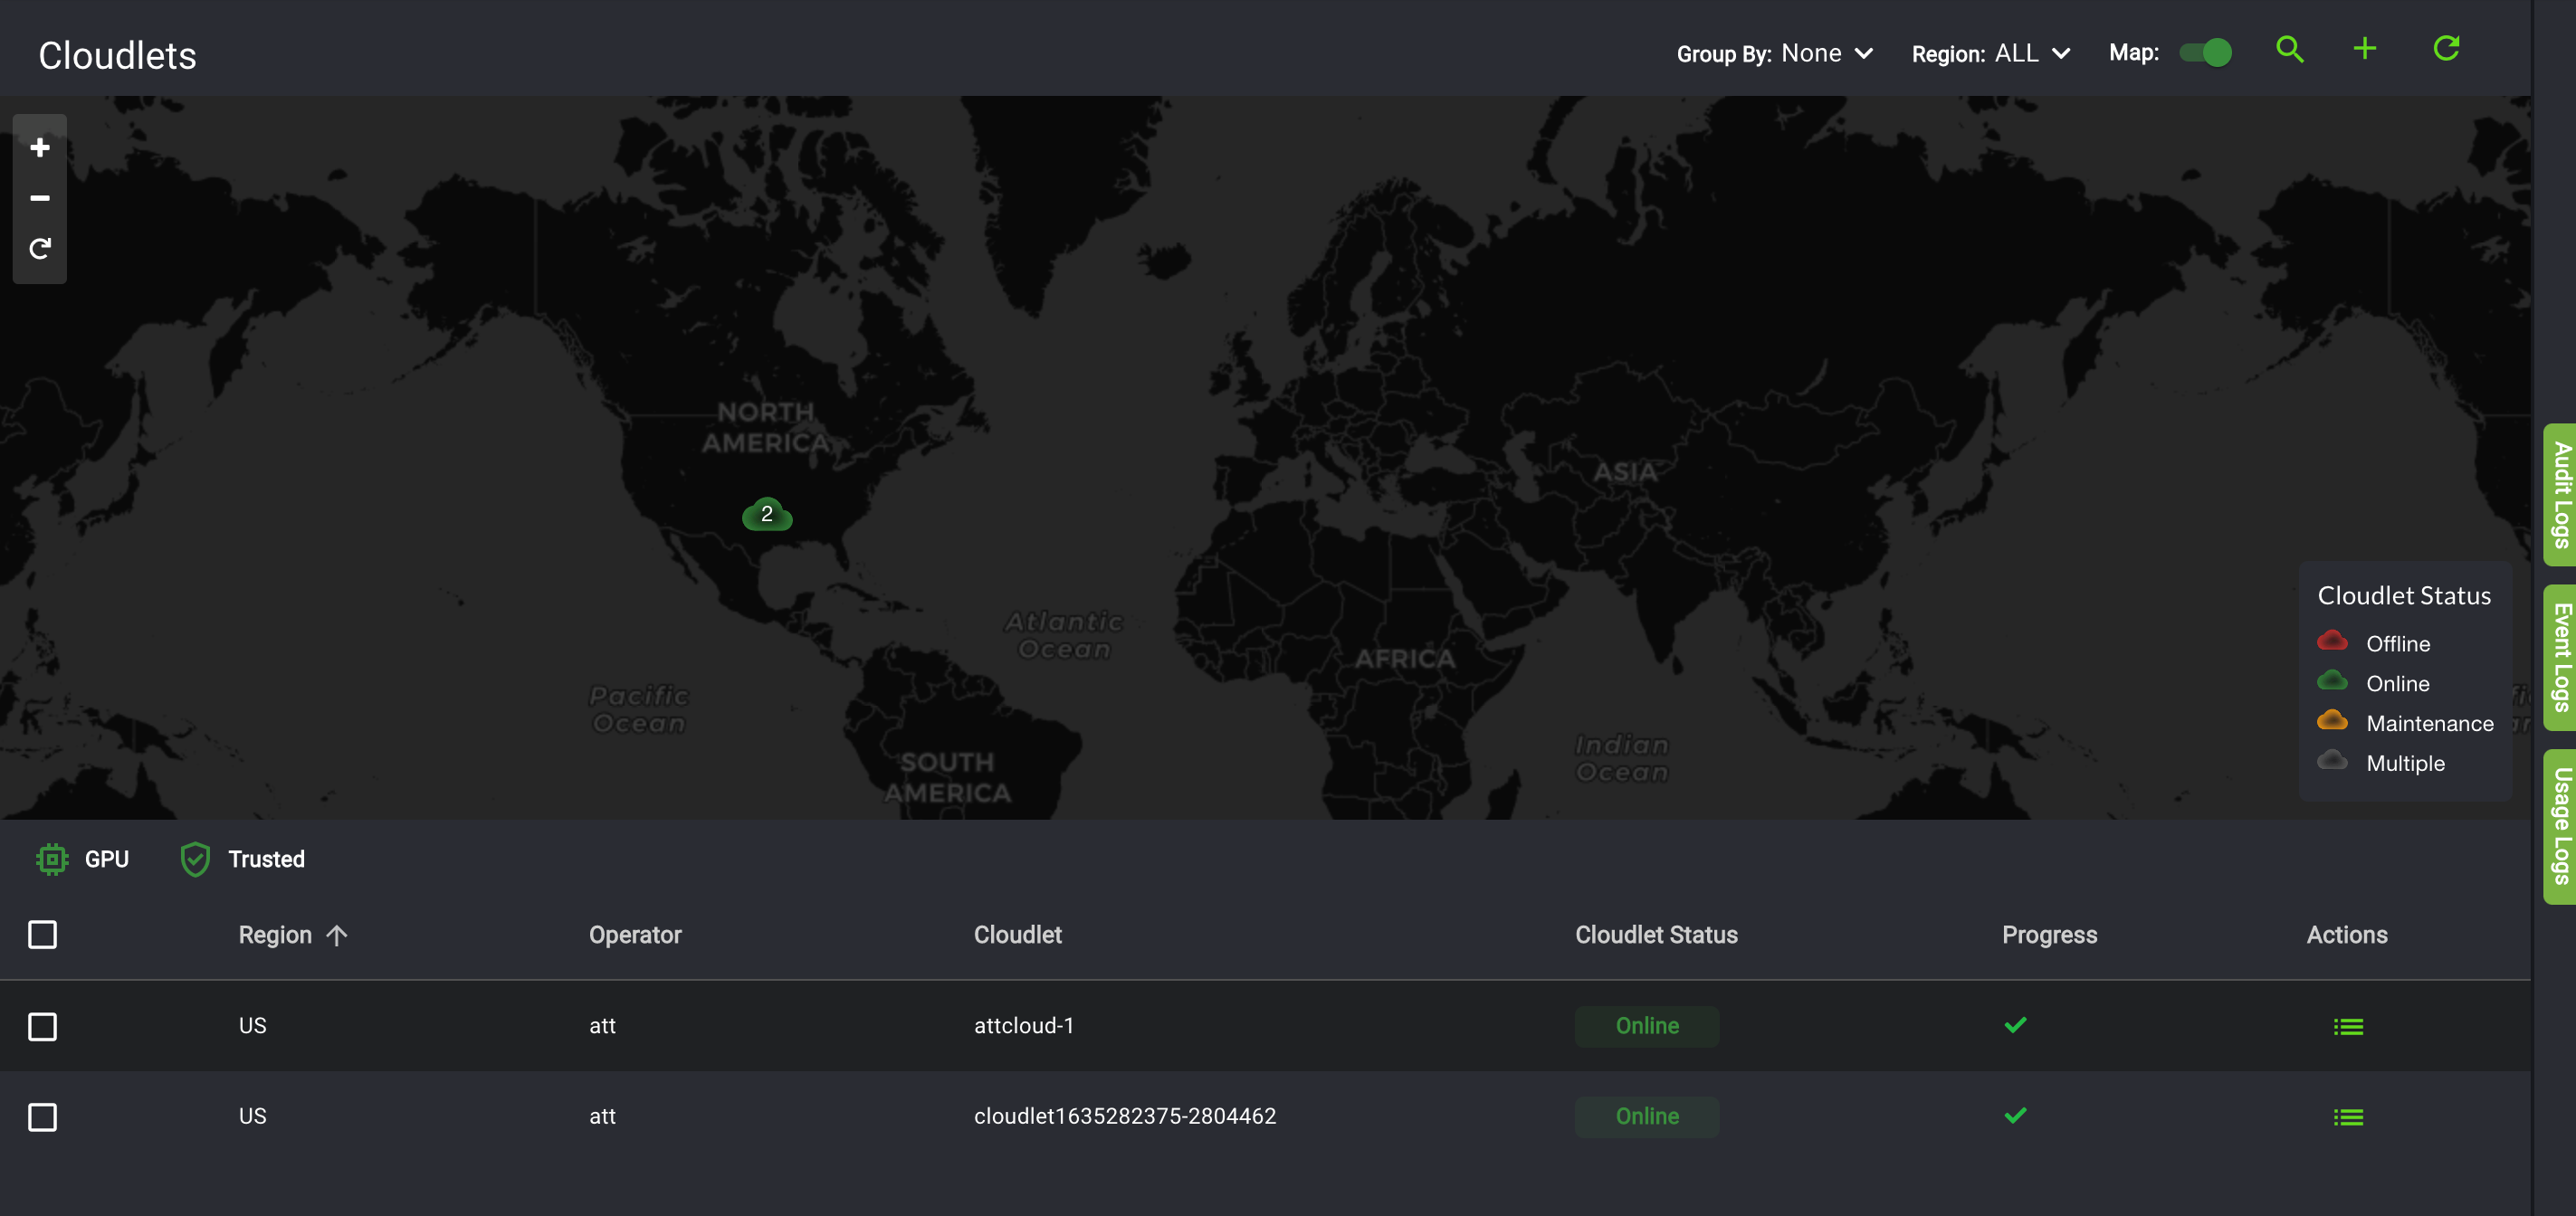 Cloudlets
Group By: None
Region: ALL
Map:
NORTH
AMERICA
2
ASIA
Atlantic
Ocean
AFRICA
Pacific
Ocean
SOUTH
AMERICA
Indian
Ocean
Cloudlet Status
Offline
Online
Maintenance
Multiple
Audit Logs
Event Logs
Usage Logs
GPU
Trusted
Region Operator Cloudlet Cloudlet Status Progress Actions
US att attcloud-1 Online
US att cloudlet1635282375-2804462 Online